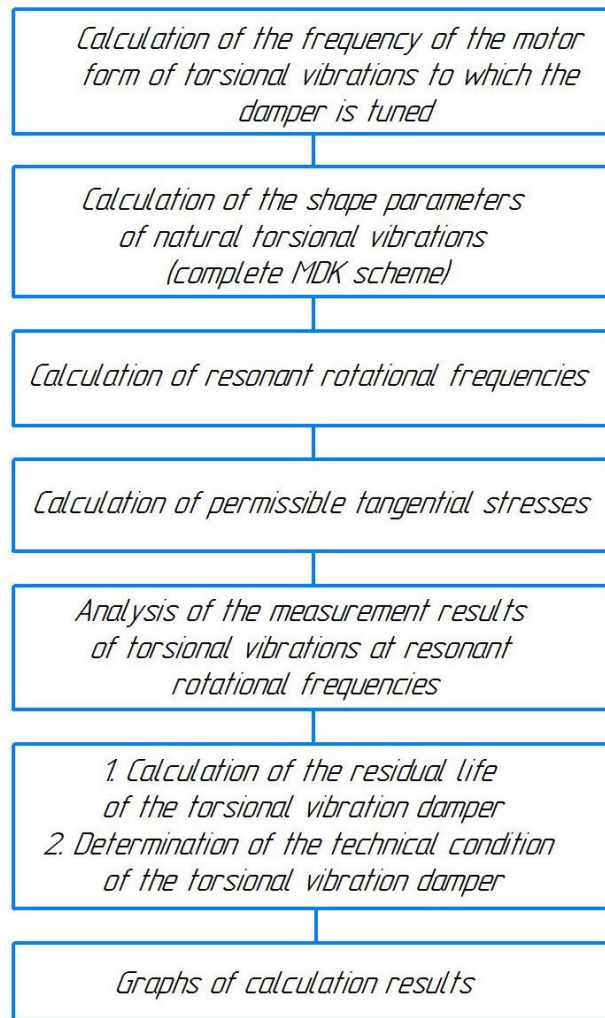 Calculation of the frequency of the motor
form of torsional vibrations to which the
damper is tuned
Calculation of the shape parameters
of natural torsional vibrations
(complete MDK scheme)
Calculation of resonant rotational frequencies
Calculation of permissible tangential stresses
Analysis of the measurement results
of torsional vibrations at resonant
rotational frequencies
1. Calculation of the residual life
of the torsional vibration damper
2. Determination of the technical condition
of the torsional vibration damper
Graphs of calculation results